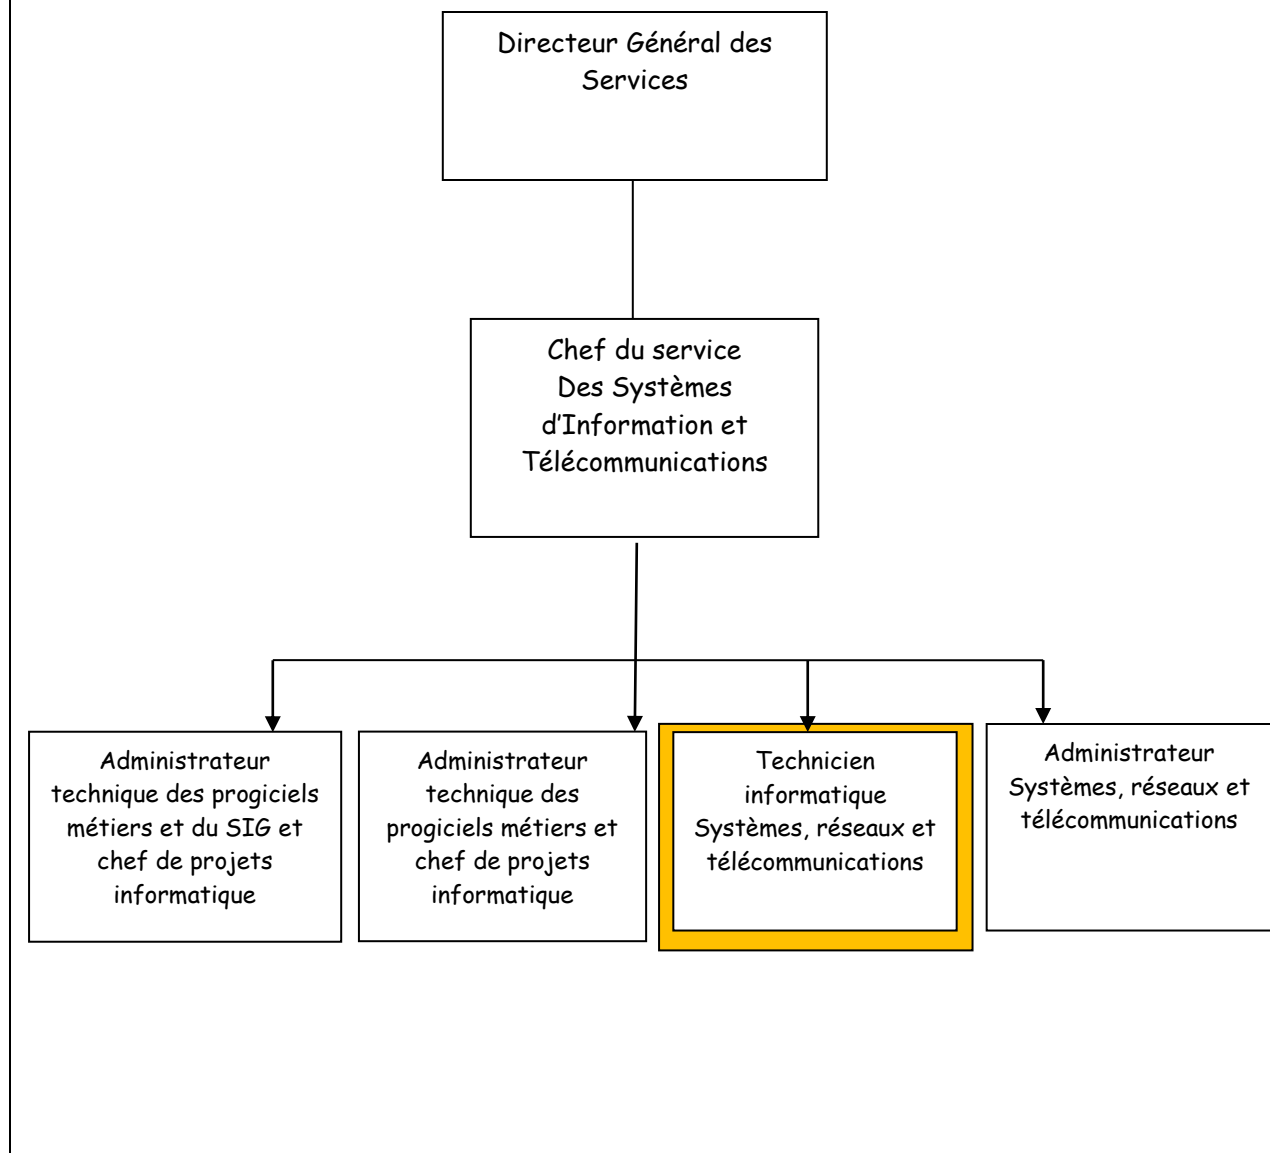 Directeur Général des
Services
Chef du service
Des Systèmes
d'Information et
Télécommunications
Administrateur
technique des progiciels
métiers et du SIG et
chef de projets
informatique
Administrateur
technique des
progiciels métiers et
chef de projets
informatique
Technicien
informatique
Systèmes, réseaux et
télécommunications
Administrateur
Systèmes, réseaux et
télécommunications